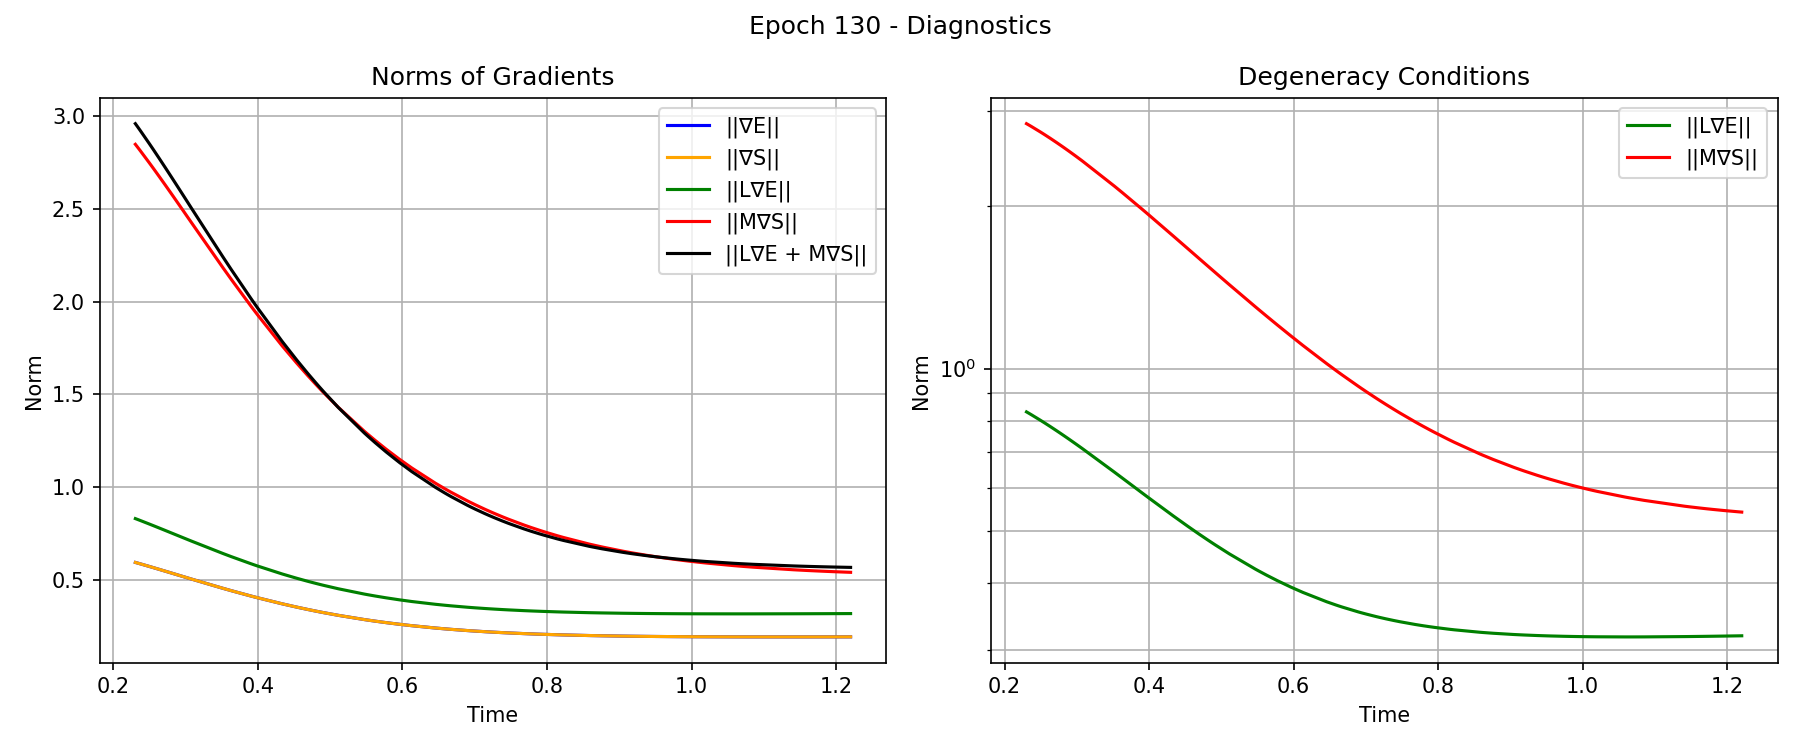 Epoch 130 - Diagnostics
Norms of Gradients
Norm
3.0
2.5
2.0
1.5
1.0
0.5
0.2 0.4 0.6 0.8 1.0 1.2
Time
||∇E||
||∇S||
||L∇E||
||M∇S||
||L∇E + M∇S||
Degeneracy Conditions
Norm
10⁰
0.2 0.4 0.6 0.8 1.0 1.2
Time
||L∇E||
||M∇S||